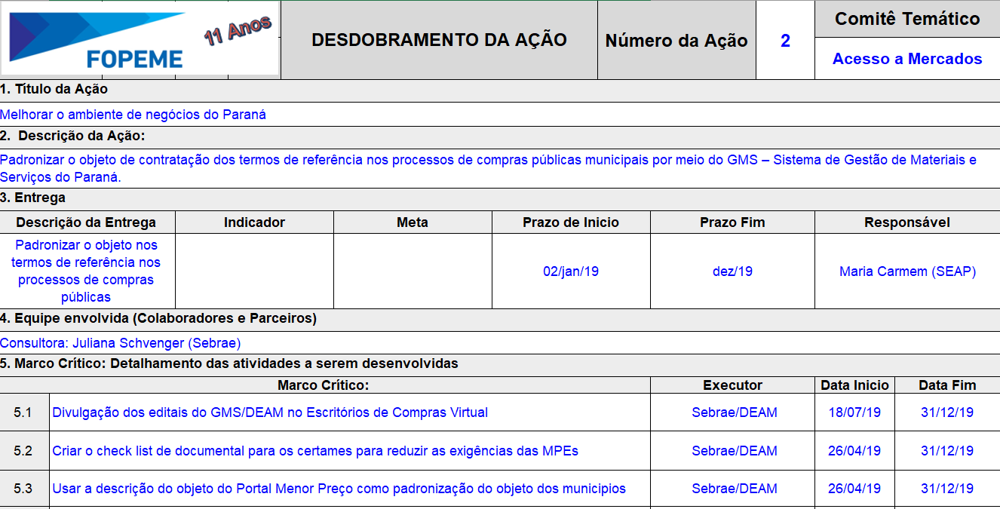 11 Anos
FOPEME
DESDOBRAMENTO DA AÇÃO
Número da Ação
2
Comitê Temático
Acesso a Mercados
1. Título da Ação
Melhorar o ambiente de negócios do Paraná
2. Descrição da Ação:
Padronizar o objeto de contratação dos termos de referência nos processos de compras públicas municipais por meio do GMS – Sistema de Gestão de Materiais e
Serviços do Paraná.
3. Entrega
Descrição da Entrega Indicador Meta Prazo de Inicio Prazo Fim Responsável
Padronizar o objeto nos
termos de referência nos
processos de compras
públicas
02/jan/19 dez/19 Maria Carmem (SEAP)
4. Equipe envolvida (Colaboradores e Parceiros)
Consultora: Juliana Schvenger (Sebrae)
5. Marco Crítico: Detalhamento das atividades a serem desenvolvidas
Marco Crítico: Executor Data Inicio Data Fim
5.1 Divulgação dos editais do GMS/DEAM no Escritórios de Compras Virtual Sebrae/DEAM 18/07/19 31/12/19
5.2 Criar o check list de documental para os certames para reduzir as exigências das MPEs Sebrae/DEAM 26/04/19 31/12/19
5.3 Usar a descrição do objeto do Portal Menor Preço como padronização do objeto dos municipios Sebrae/DEAM 26/04/19 31/12/19